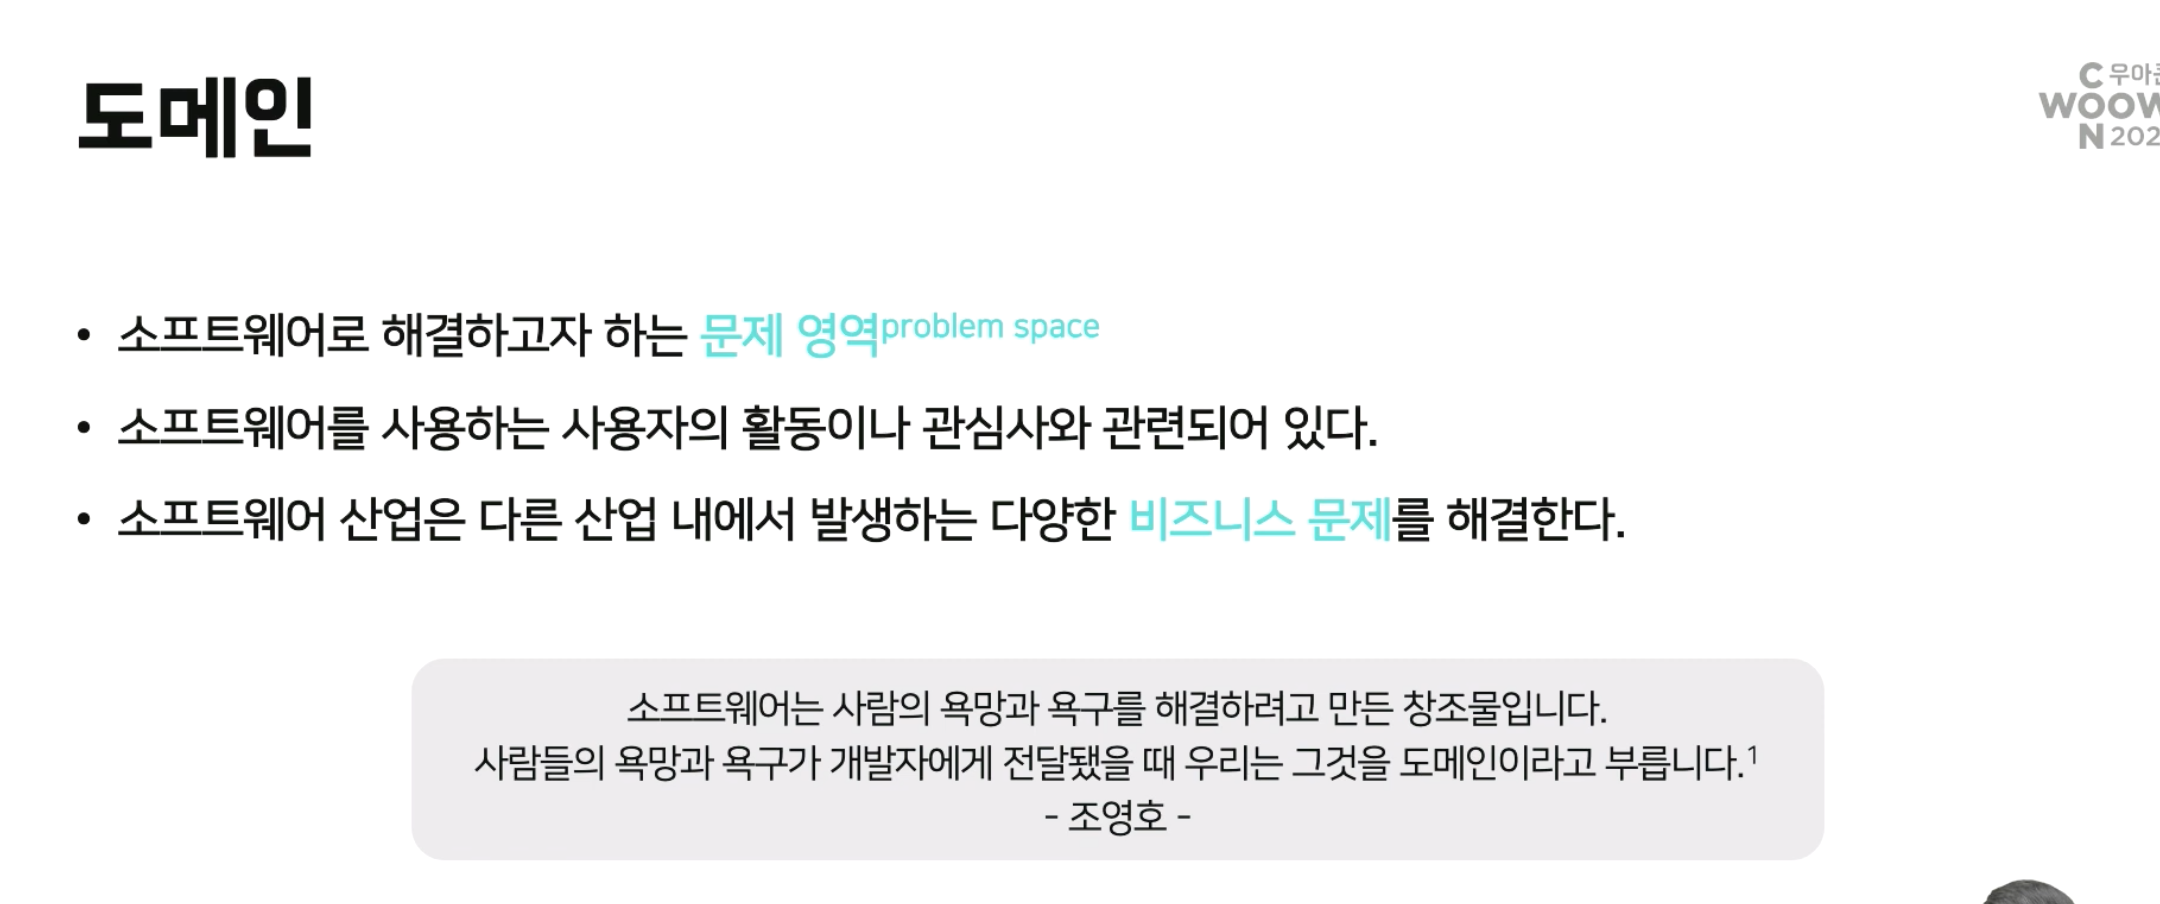 도메인
C 우아콘
WOOW
N 202
• 소프트웨어로 해결하고자 하는 문제 영역problem space
• 소프트웨어를 사용하는 사용자의 활동이나 관심사와 관련되어 있다.
• 소프트웨어 산업은 다른 산업 내에서 발생하는 다양한 비즈니스 문제를 해결한다.
소프트웨어는 사람의 욕망과 욕구를 해결하려고 만든 창조물입니다.
사람들의 욕망과 욕구가 개발자에게 전달됐을 때 우리는 그것을 도메인이라고 부릅니다.¹
- 조영호 -